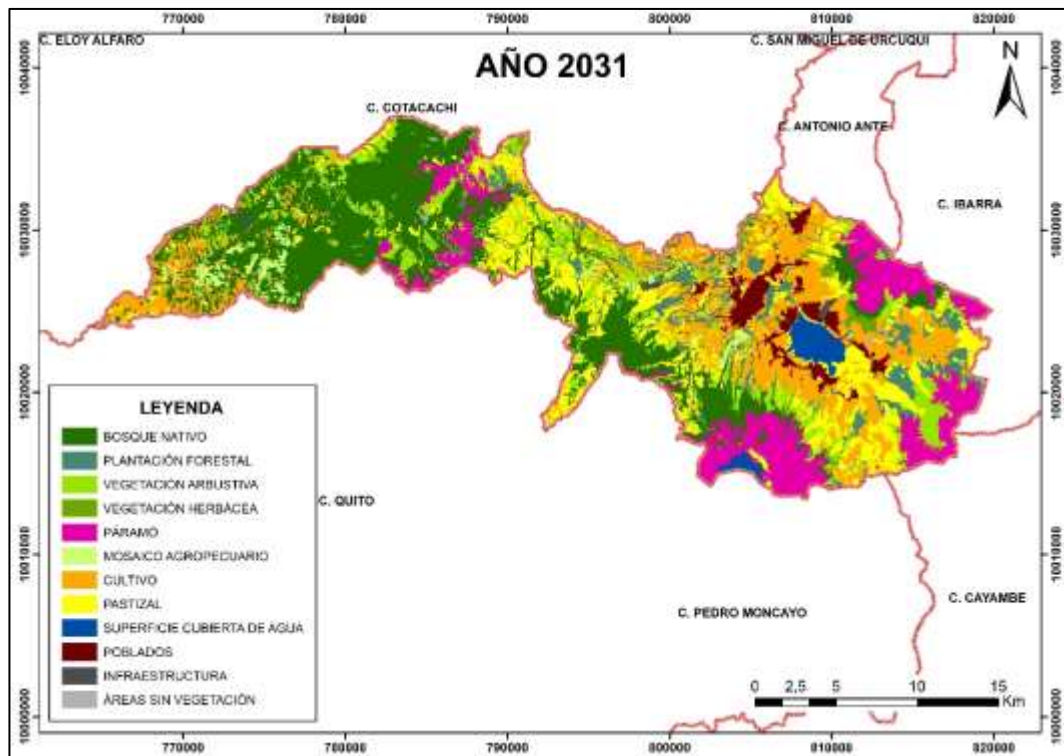 770000 780000 790000 800000 810000 820000
C. ELOY ALFARO
C. SAN MIGUEL DE URCUQUI
AÑO 2031
N
10040000
10040000
C. COTACACHI
C. ANTONIO ANTE
C. IBARRA
10030000
10030000
10020000
10020000
LEYENDA
BOSQUE NATIVO
PLANTACIÓN FORESTAL
VEGETACIÓN ARBUSTIVA
VEGETACIÓN HERBÁCEA
PÁRAMO
MOSAICO AGROPECUARIO
CULTIVO
PASTIZAL
SUPERFICIE CUBIERTA DE AGUA
POBLADOS
INFRAESTRUCTURA
ÁREAS SIN VEGETACIÓN
C. QUITO
10010000
10010000
C. CAYAMBE
C. PEDRO MONCAYO
0 2.5 5 10 15
Km
10000000
10000000
770000 780000 790000 800000 810000 820000